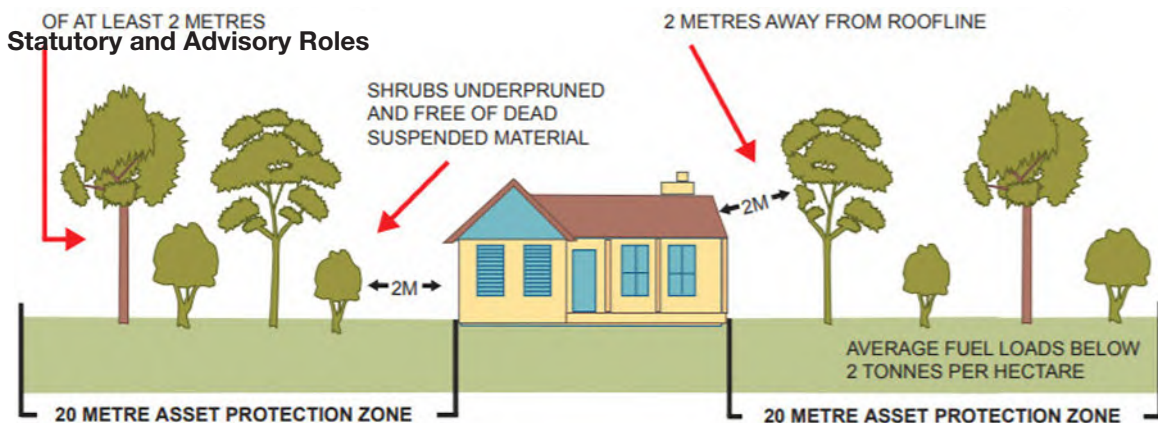 OF AT LEAST 2 METRES
Statutory and Advisory Roles
2 METRES AWAY FROM ROOFLINE
SHRUBS UNDERPRUNED
AND FREE OF DEAD
SUSPENDED MATERIAL
2M
2M
AVERAGE FUEL LOADS BELOW
2 TONNES PER HECTARE
20 METRE ASSET PROTECTION ZONE
20 METRE ASSET PROTECTION ZONE